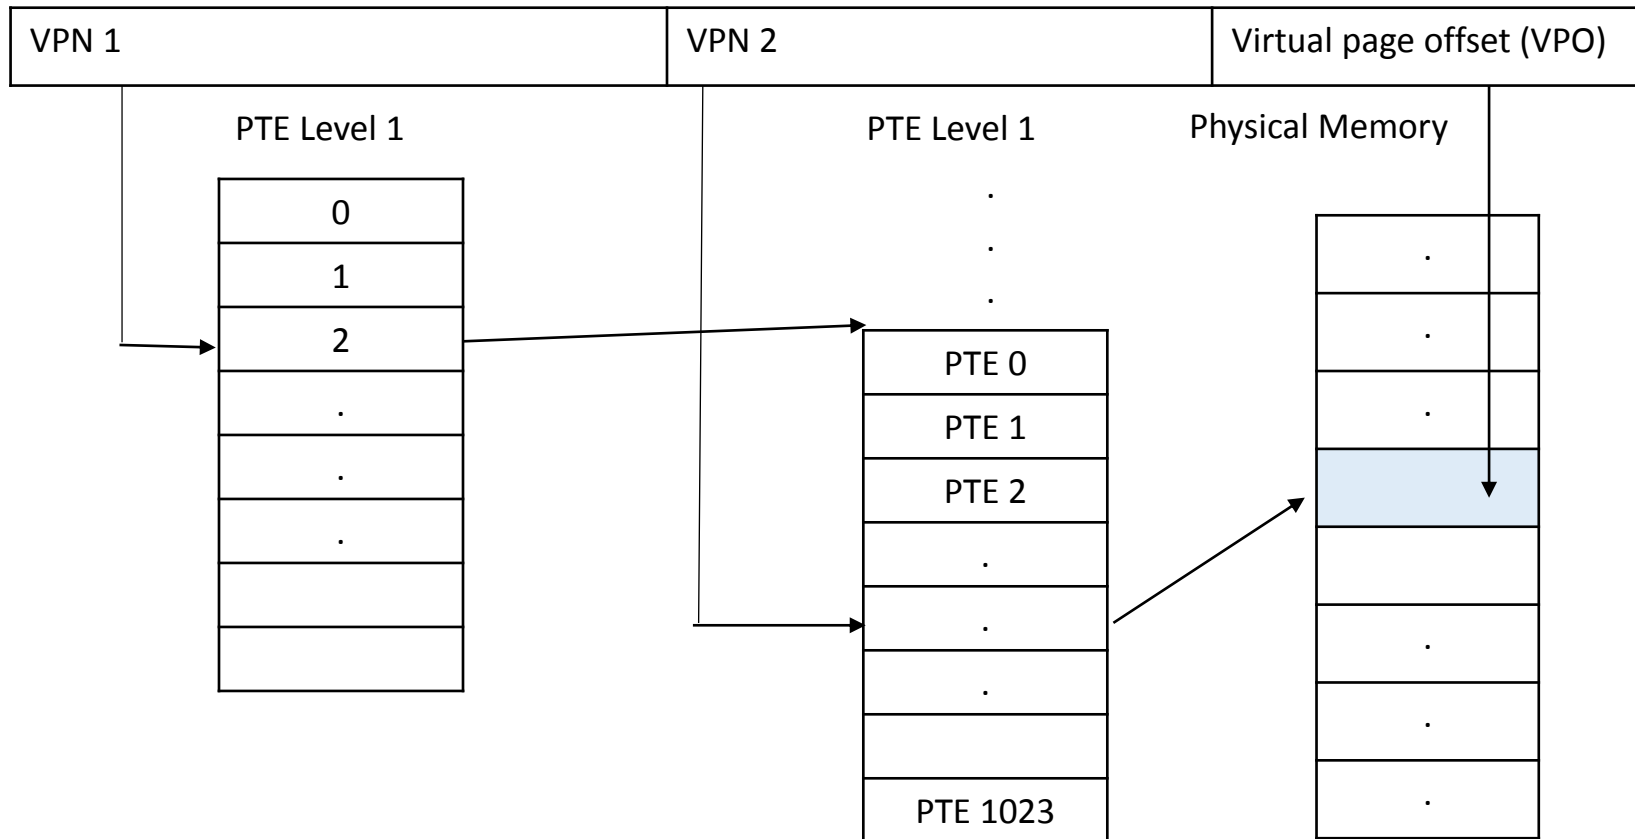 VPN 1
VPN 2
Virtual page offset (VPO)
PTE Level 1
PTE Level 1
Physical Memory
0
1
2
.
.
.
.
.
.
PTE 0
PTE 1
PTE 2
.
.
.
PTE 1023
.
.
.
.
.
.